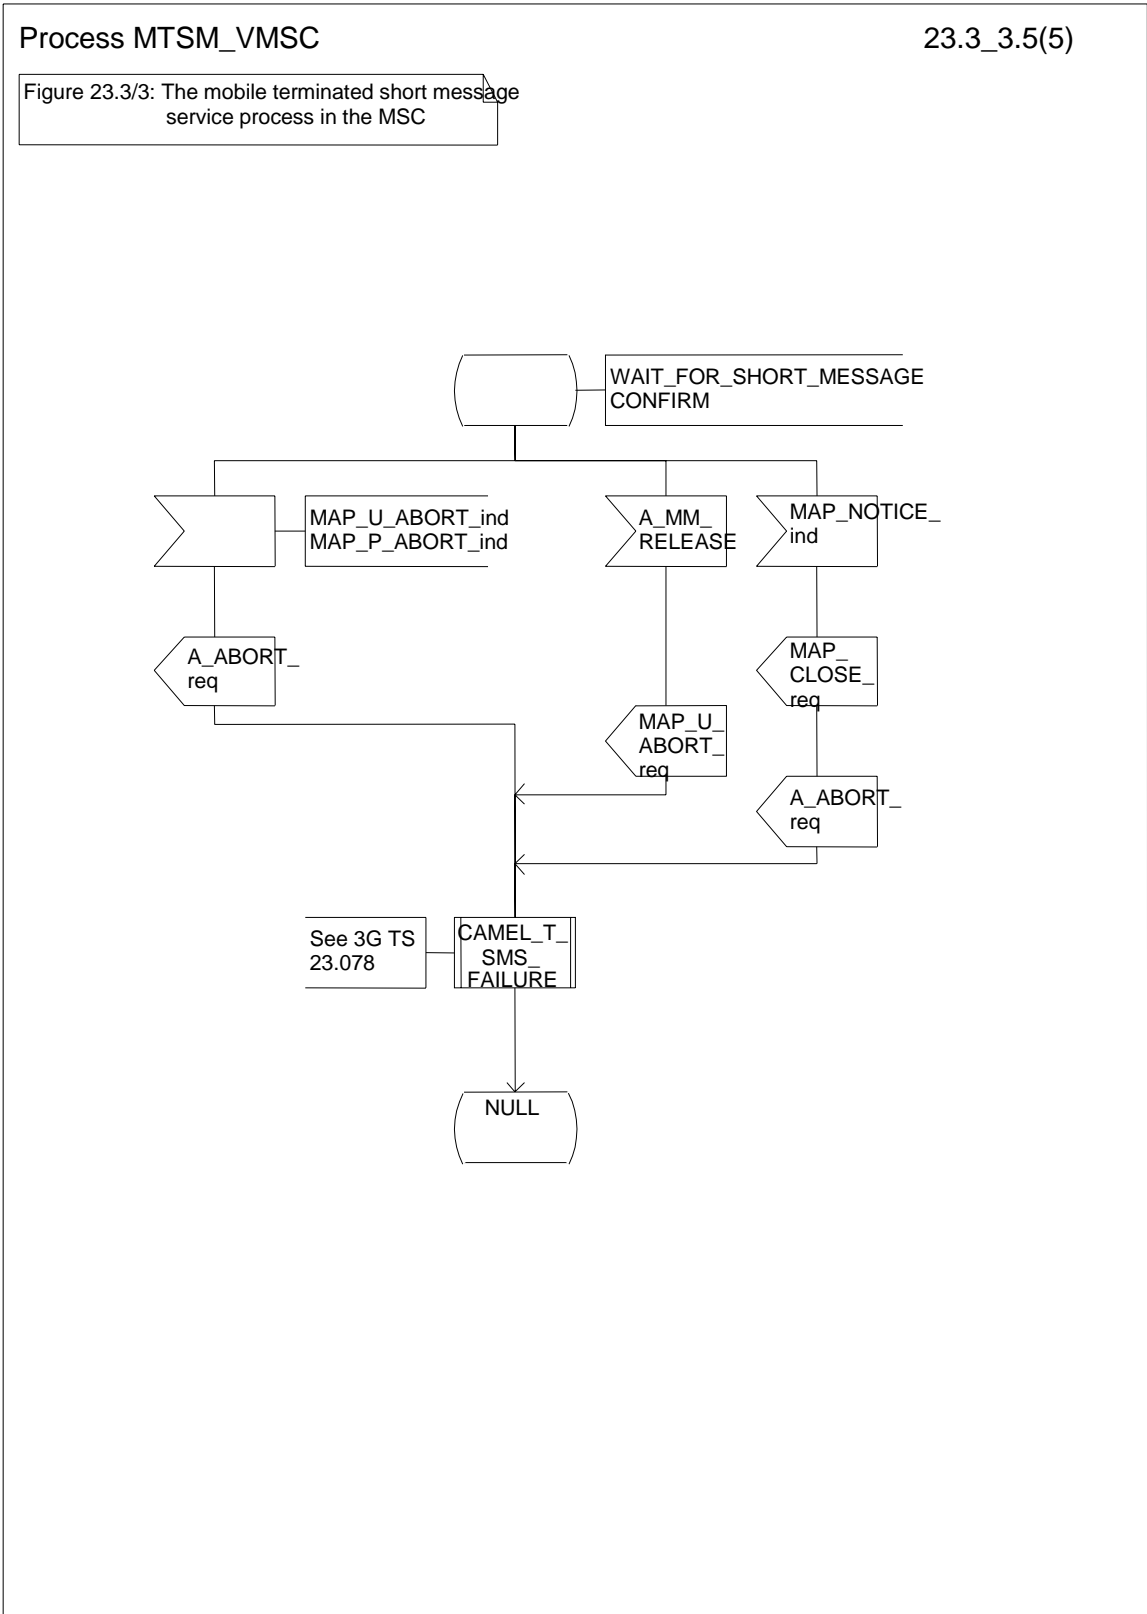 Process MTSM_VMSC
23.3_3.5(5)
Figure 23.3/3: The mobile terminated short message
service process in the MSC
WAIT_FOR_SHORT_MESSAGE
CONFIRM
MAP_U_ABORT_ind
MAP_P_ABORT_ind
A_MM_
RELEASE
MAP_NOTICE_
ind
A_ABORT_
req
MAP_
CLOSE_
req
MAP_U_
ABORT_
req
A_ABORT_
req
See 3G TS
23.078
CAMEL_T_
SMS_
FAILURE
NULL